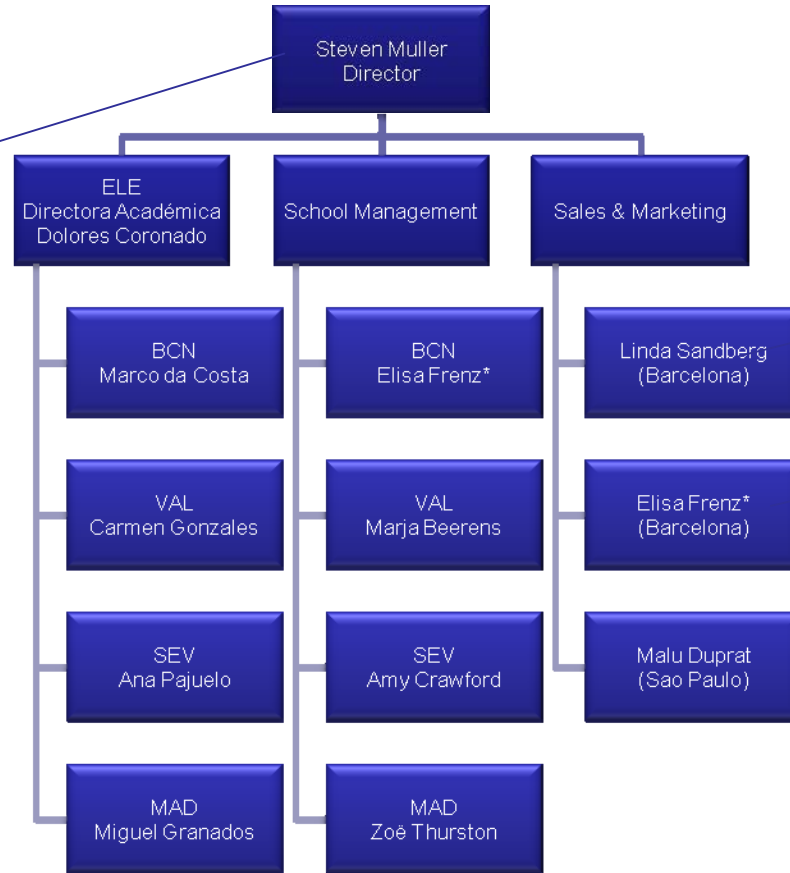 Steven Muller
Director
ELE
Directora Académica
Dolores Coronado
School Management
Sales & Marketing
BCN
Marco da Costa
BCN
Elisa Frenz*
Linda Sandberg
(Barcelona)
VAL
Carmen Gonzales
VAL
Marja Beerens
Elisa Frenz*
(Barcelona)
SEV
Ana Pajuelo
SEV
Amy Crawford
Malu Duprat
(Sao Paulo)
MAD
Miguel Granados
MAD
Zoë Thurston